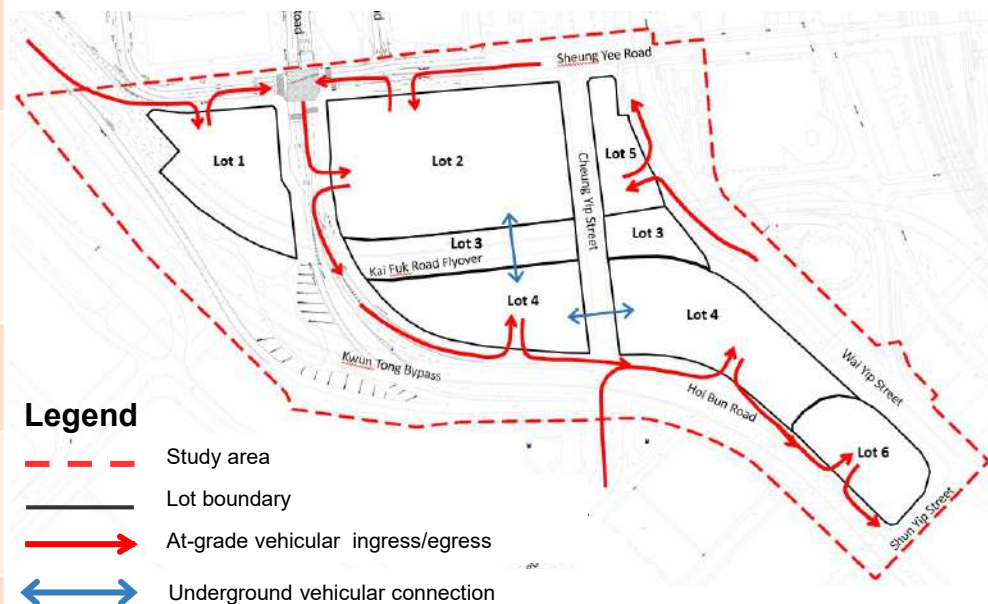 oad
Sheung Yee Road
Lot 1
Lot 2
Lot 5
Cheung Yip Street
Lot 3
Lot 3
Kai Fuk Road Flyover
Lot 4
Lot 4
Kwun Tong Bypass
Wai Yip Street
Hoi Bun Road
Lot 6
Shun Yip Street
Legend
Study area
Lot boundary
At-grade vehicular ingress/egress
Underground vehicular connection